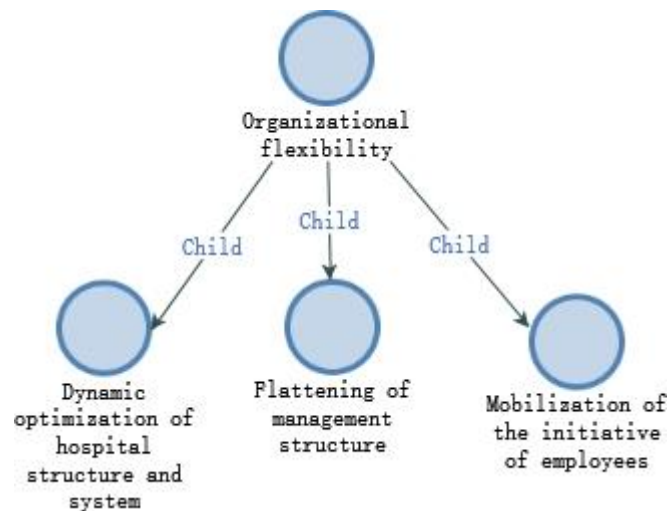 Organizational
flexibility
Child
Child
Child
Dynamic
optimization of
hospital
structure and
system
Flattening of
management
structure
Mobilization of
the initiative
of employees